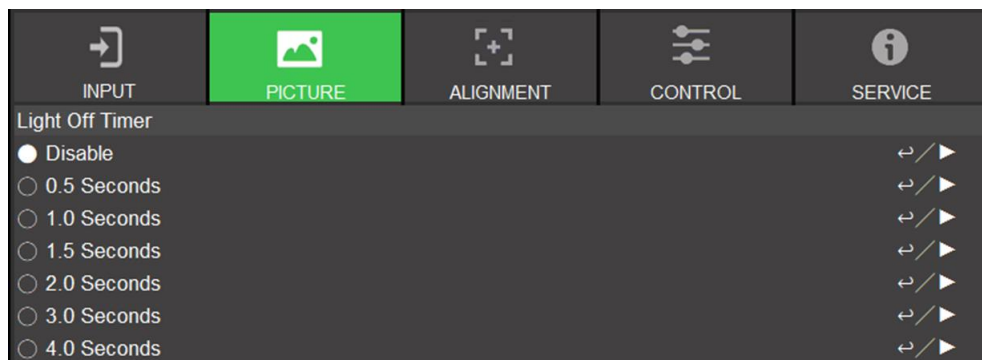 INPUT PICTURE ALIGNMENT CONTROL SERVICE
Light Off Timer
Disable
0.5 Seconds
1.0 Seconds
1.5 Seconds
2.0 Seconds
3.0 Seconds
4.0 Seconds